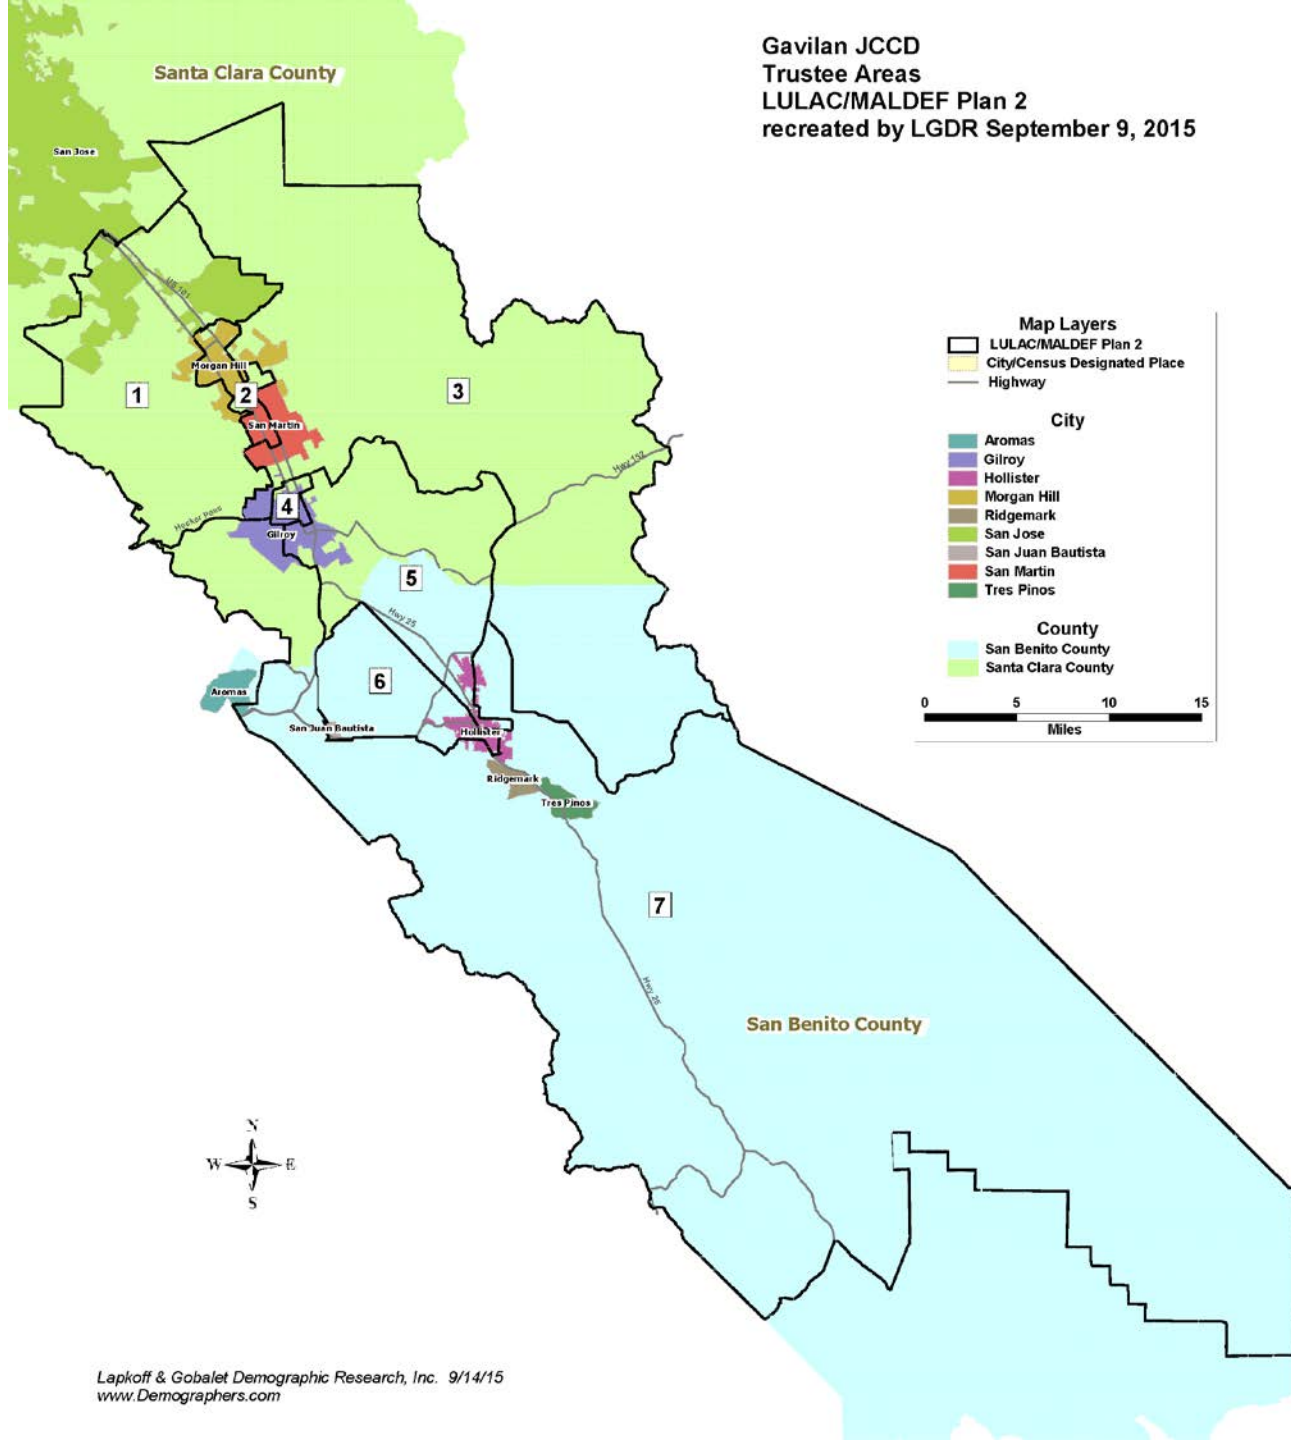 Gavilan JCCD
Trustee Areas
LULAC/MALDEF Plan 2
recreated by LGDR September 9, 2015
Santa Clara County
San Jose
US 101
Morgan Hill
1
2
3
San Martin
Hwy 152
4
Hecker Pass
Gilroy
5
Hwy 25
6
Aromas
San Juan Bautista
Hollister
Ridgemark
Tres Pinos
7
Hwy 25
San Benito County
Map Layers
LULAC/MALDEF Plan 2
City/Census Designated Place
Highway
City
Aromas
Gilroy
Hollister
Morgan Hill
Ridgemark
San Jose
San Juan Bautista
San Martin
Tres Pinos
County
San Benito County
Santa Clara County
0 5 10 15
Miles
N
W E
S
Lapkoff & Gobalet Demographic Research, Inc. 9/14/15
www.Demographers.com